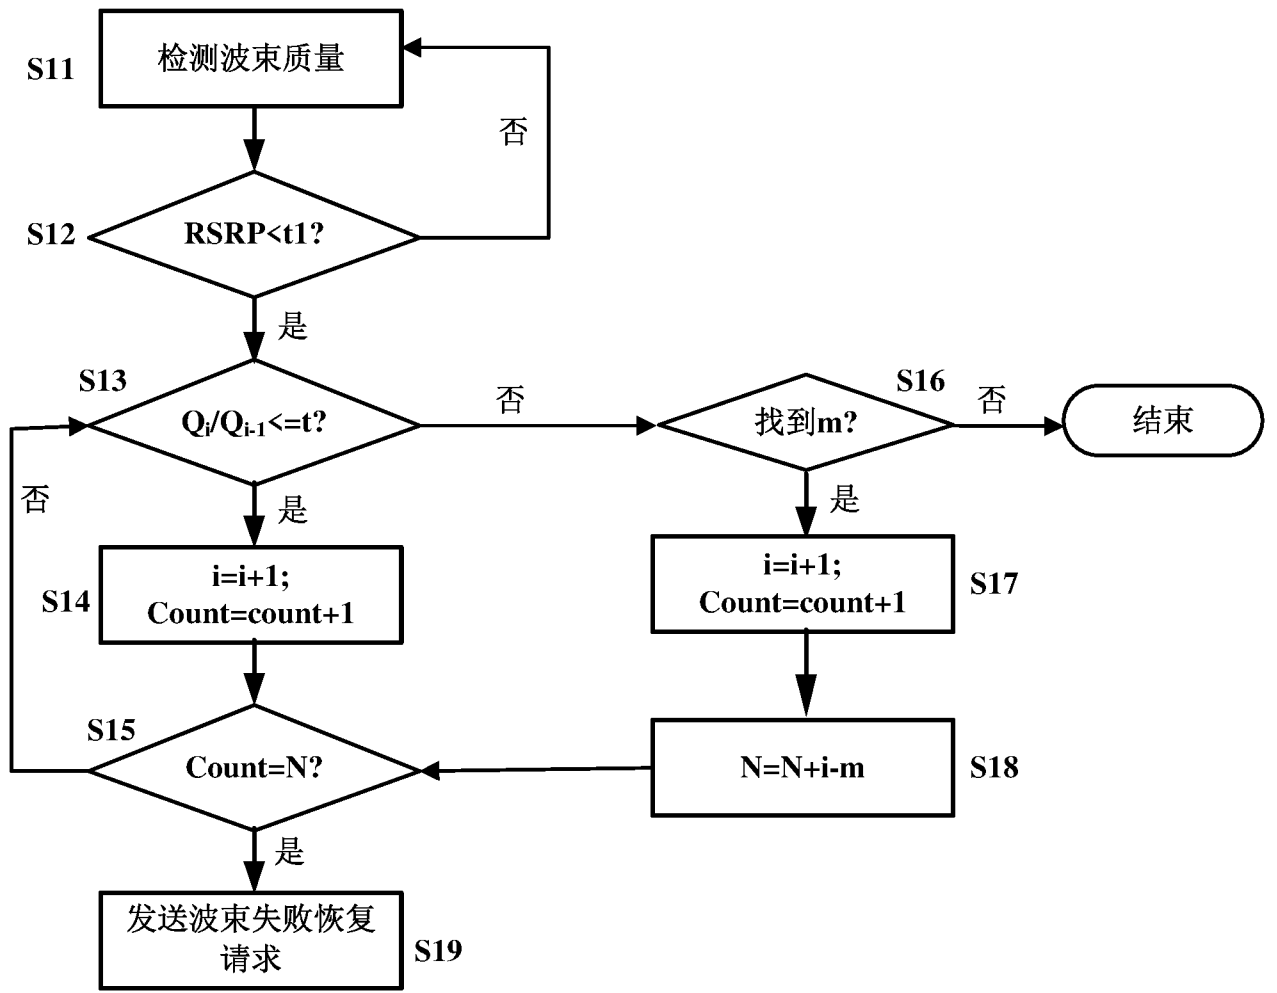 S11
检测波束质量
否
S12
RSRP<t1?
是
S13
Qi/Qi-1<=t?
否
S16
找到m?
否
结束
否
是
是
S14
i=i+1;
Count=count+1
i=i+1;
Count=count+1
S17
S15
Count=N?
N=N+i-m
S18
是
发送波束失败恢复
请求
S19